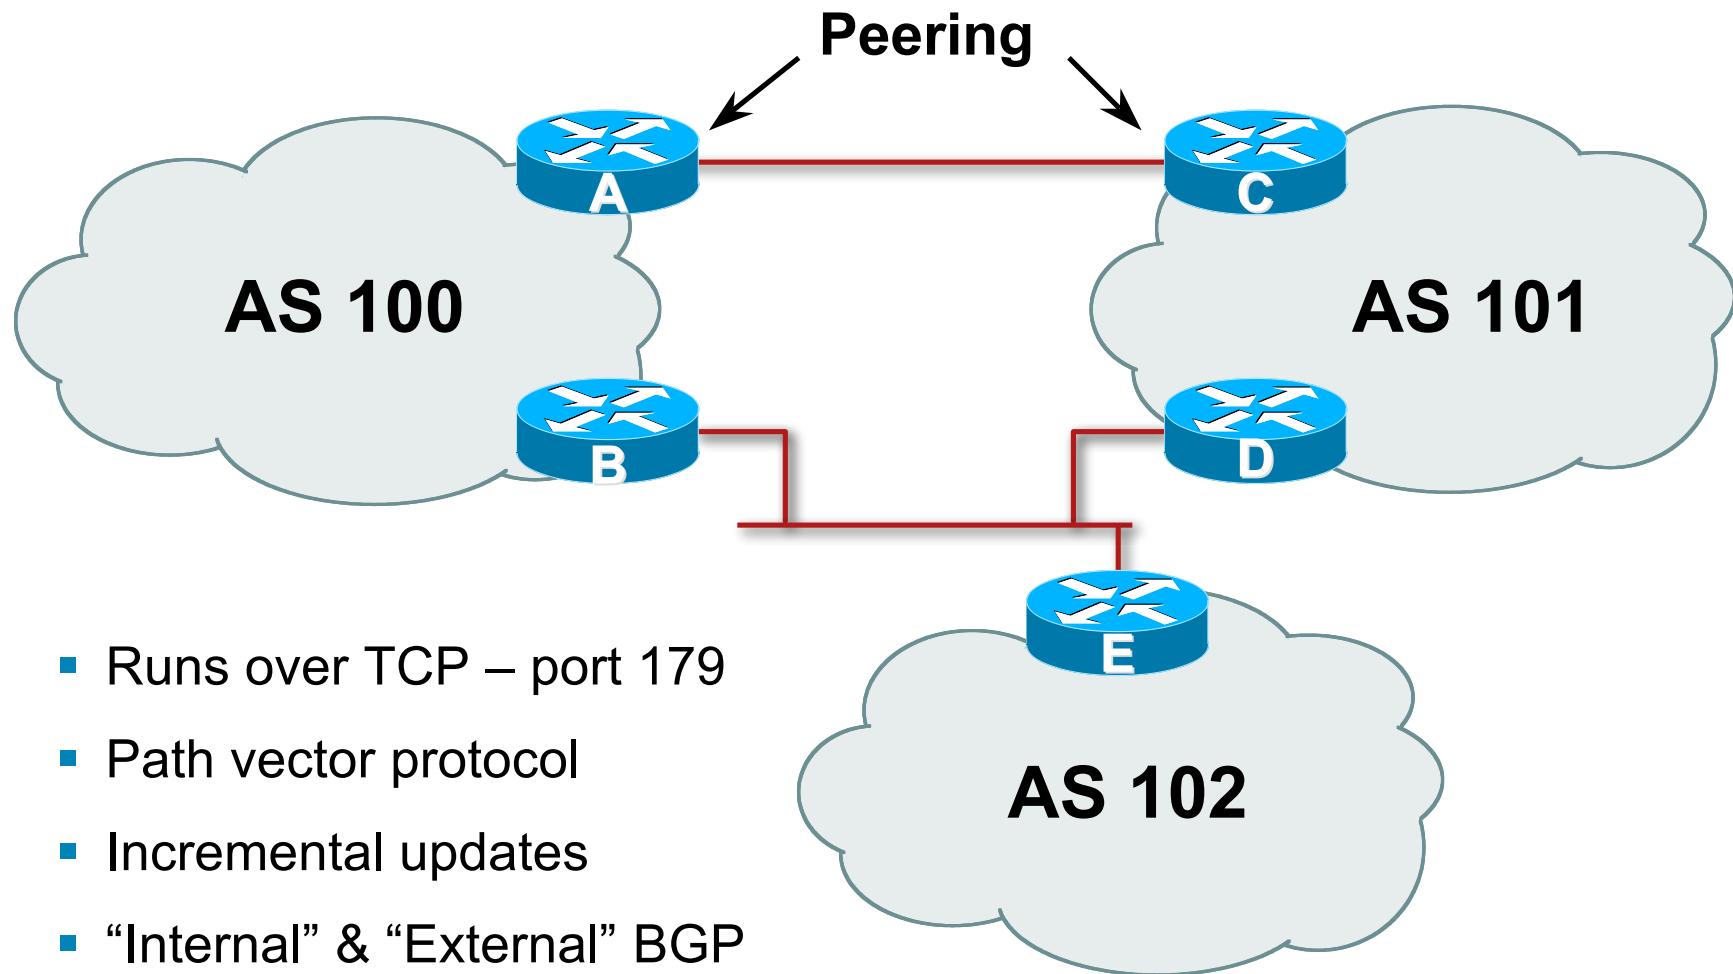 Peering
A
C
AS 100
AS 101
B
D
E
AS 102
▪ Runs over TCP – port 179
▪ Path vector protocol
▪ Incremental updates
▪ “Internal” & “External” BGP